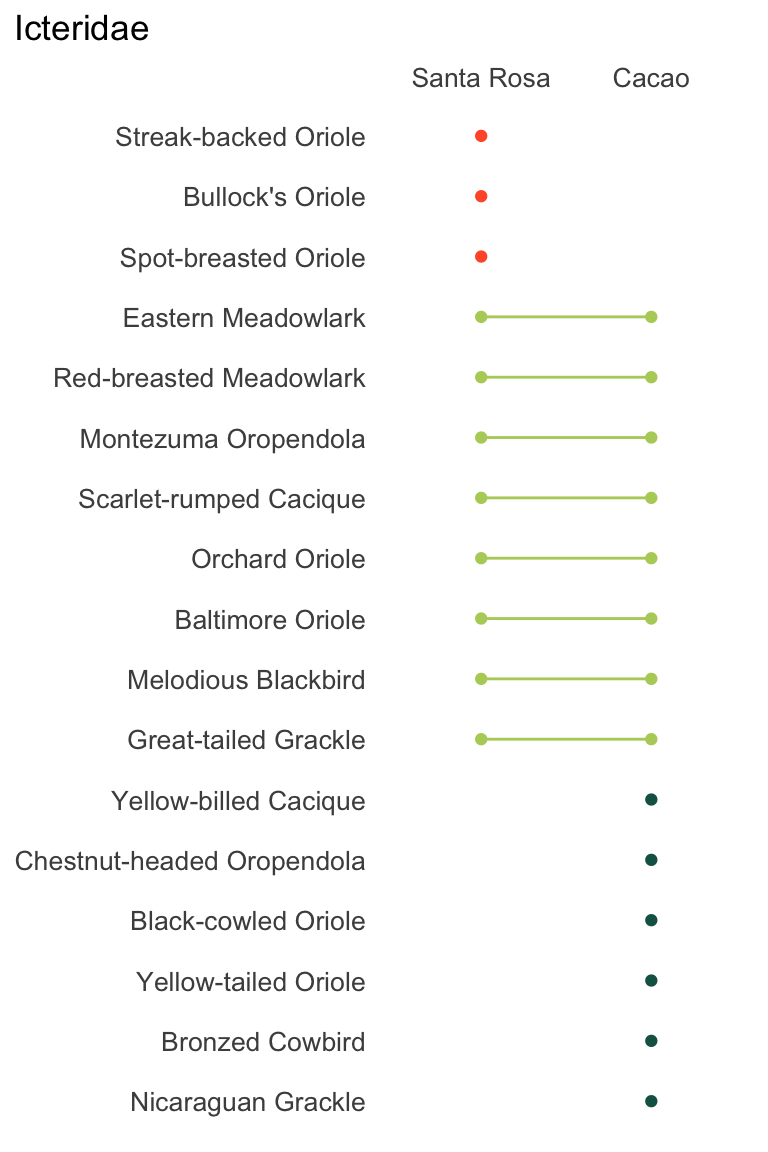 Icteridae
Santa Rosa Cacao
Streak-backed Oriole
Bullock's Oriole
Spot-breasted Oriole
Eastern Meadowlark
Red-breasted Meadowlark
Montezuma Oropendola
Scarlet-rumped Cacique
Orchard Oriole
Baltimore Oriole
Melodious Blackbird
Great-tailed Grackle
Yellow-billed Cacique
Chestnut-headed Oropendola
Black-cowled Oriole
Yellow-tailed Oriole
Bronzed Cowbird
Nicaraguan Grackle